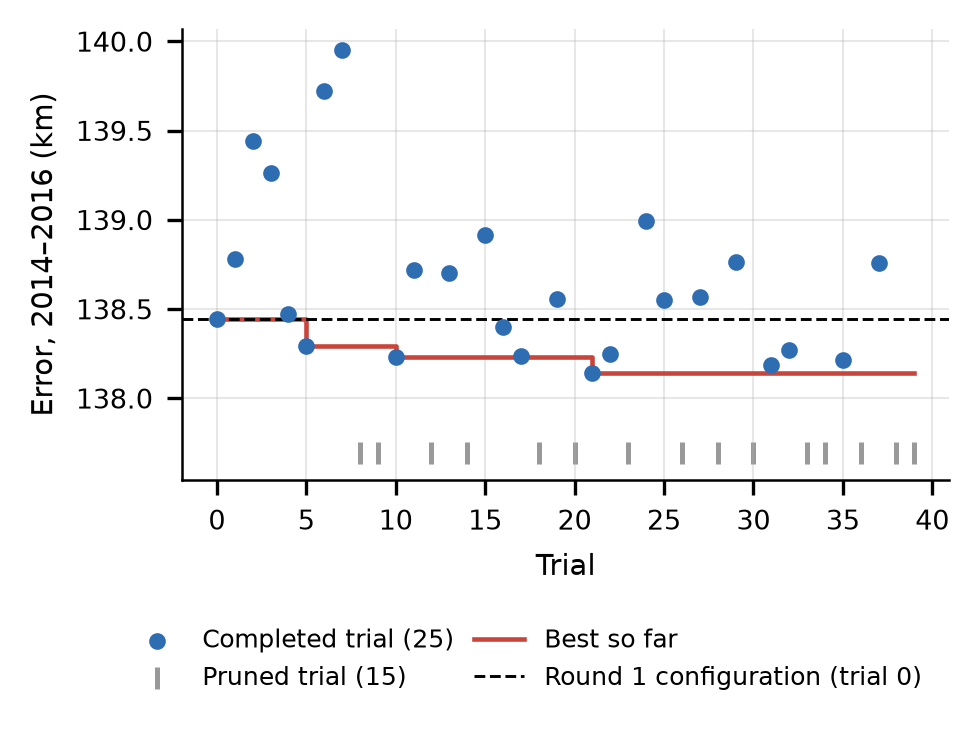 140.0
139.5
139.0
138.5
138.0
Error, 2014–2016 (km)
0 5 10 15 20 25 30 35 40
Trial
Completed trial (25) Best so far
Pruned trial (15) Round 1 configuration (trial 0)